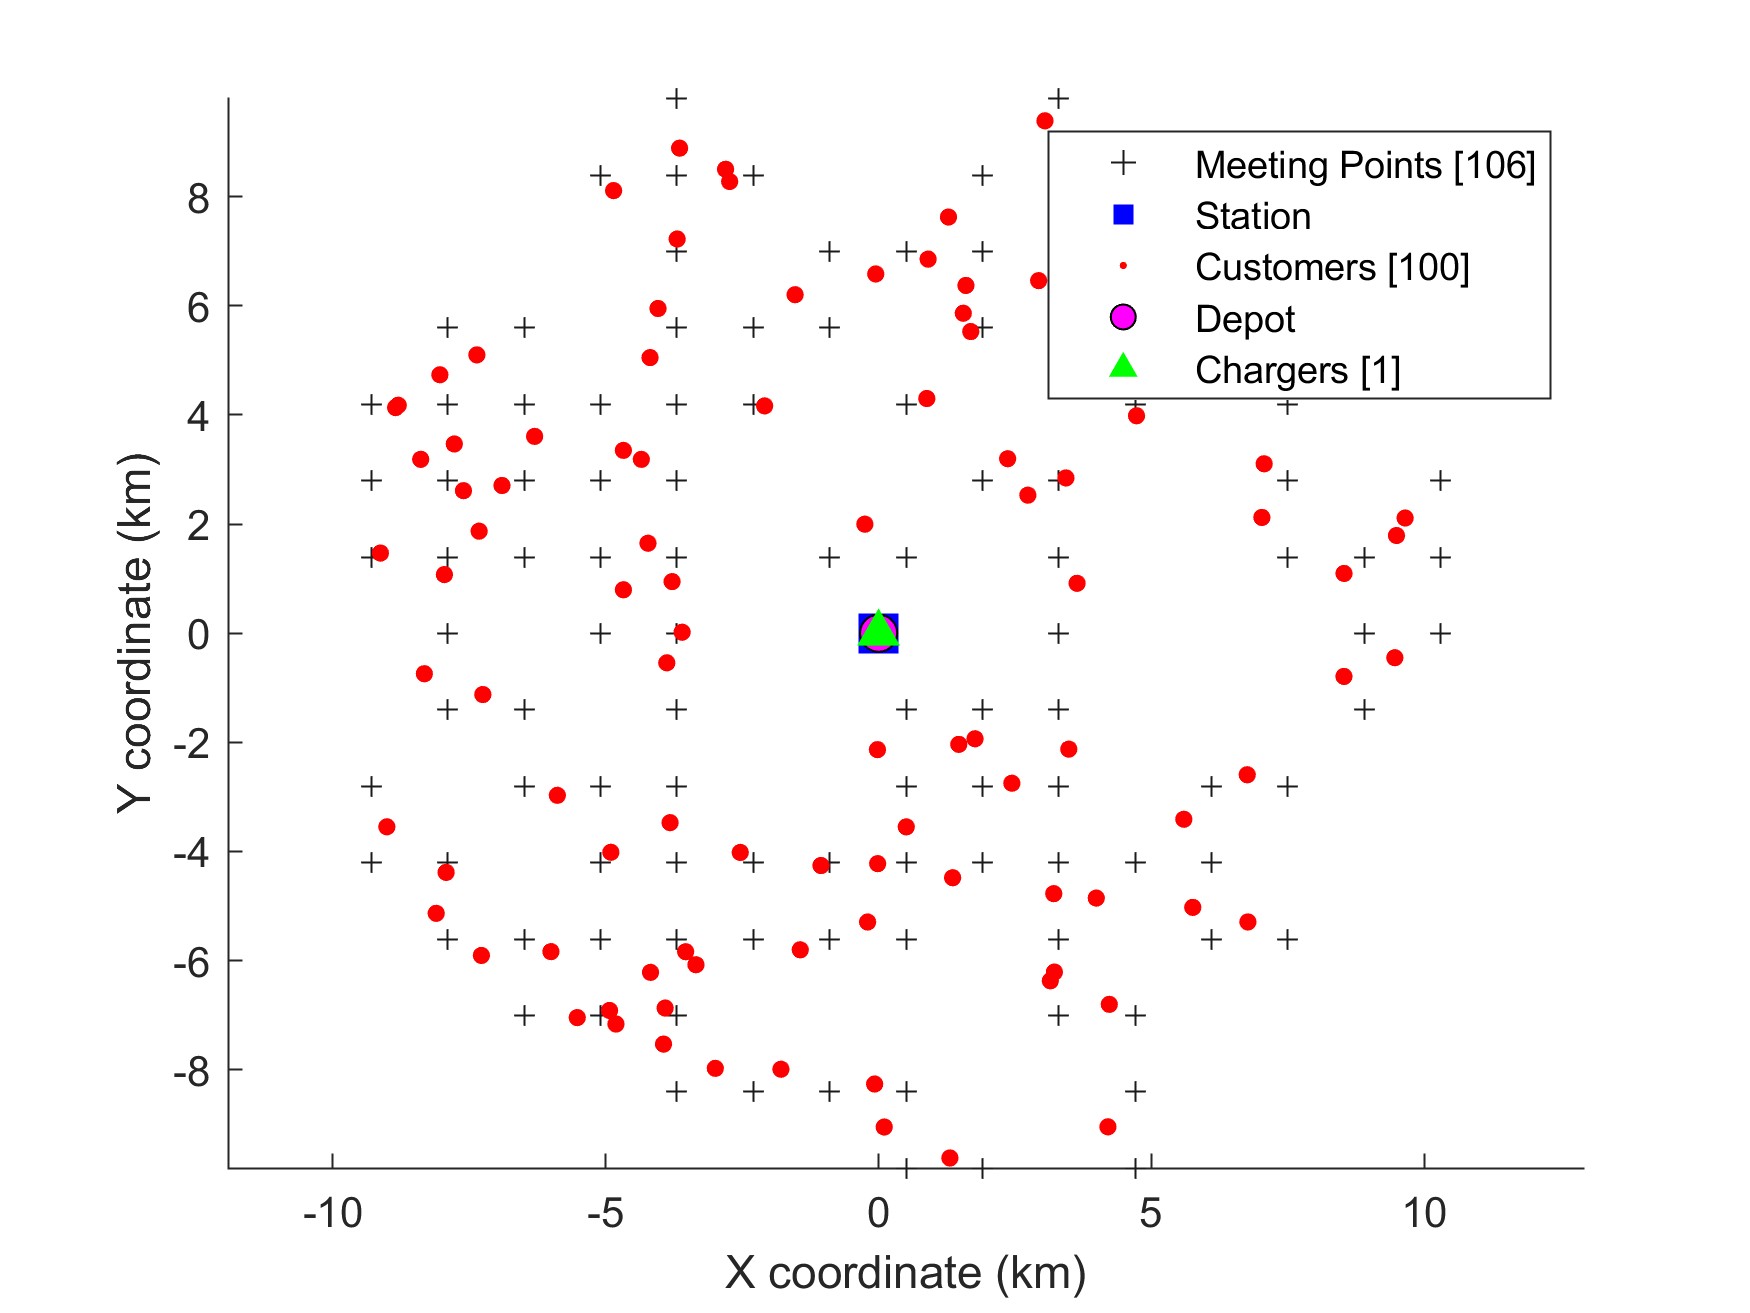 Meeting Points [106]
Station
Customers [100]
Depot
Chargers [1]
8
6
4
2
0
-2
-4
-6
-8
Y coordinate (km)
-10 -5 0 5 10
X coordinate (km)